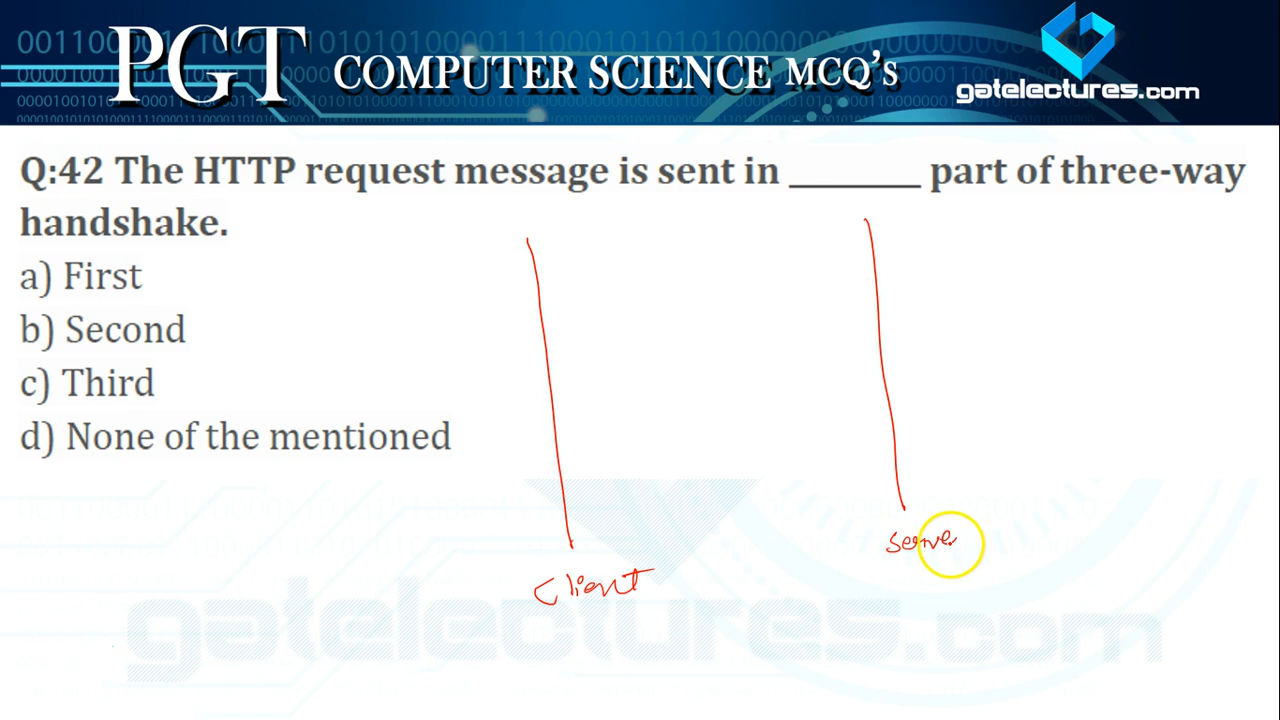 PGT COMPUTER SCIENCE MCQ's
gatelectures.com
Q:42 The HTTP request message is sent in ________ part of three-way
handshake.
a) First
b) Second
c) Third
d) None of the mentioned
Client
Serve
gatelectures.com